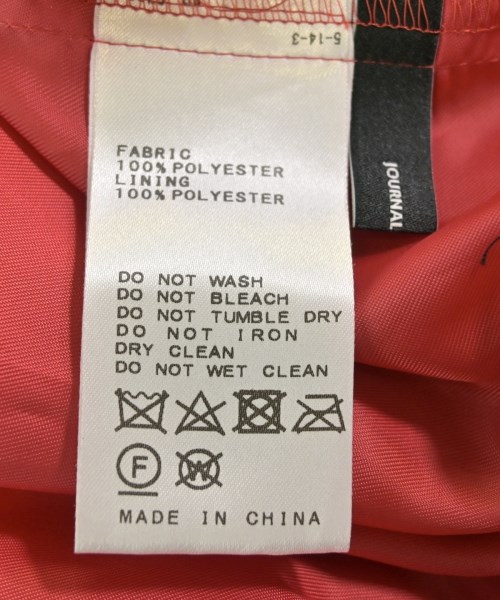 5-14-3
JOURNAL
FABRIC
100% POLYESTER
LINING
100% POLYESTER
DO NOT WASH
DO NOT BLEACH
DO NOT TUMBLE DRY
DO NOT IRON
DRY CLEAN
DO NOT WET CLEAN
F W
MADE IN CHINA